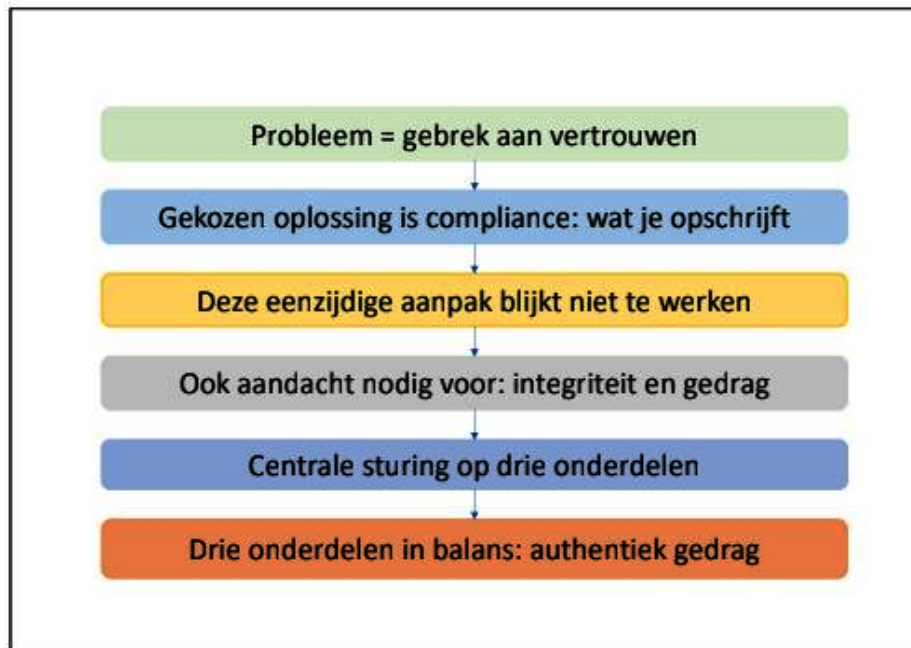 Probleem = gebrek aan vertrouwen
Gekozen oplossing is compliance: wat je opschrijft
Deze eenzijdige aanpak blijkt niet te werken
Ook aandacht nodig voor: integriteit en gedrag
Centrale sturing op drie onderdelen
Drie onderdelen in balans: authentiek gedrag